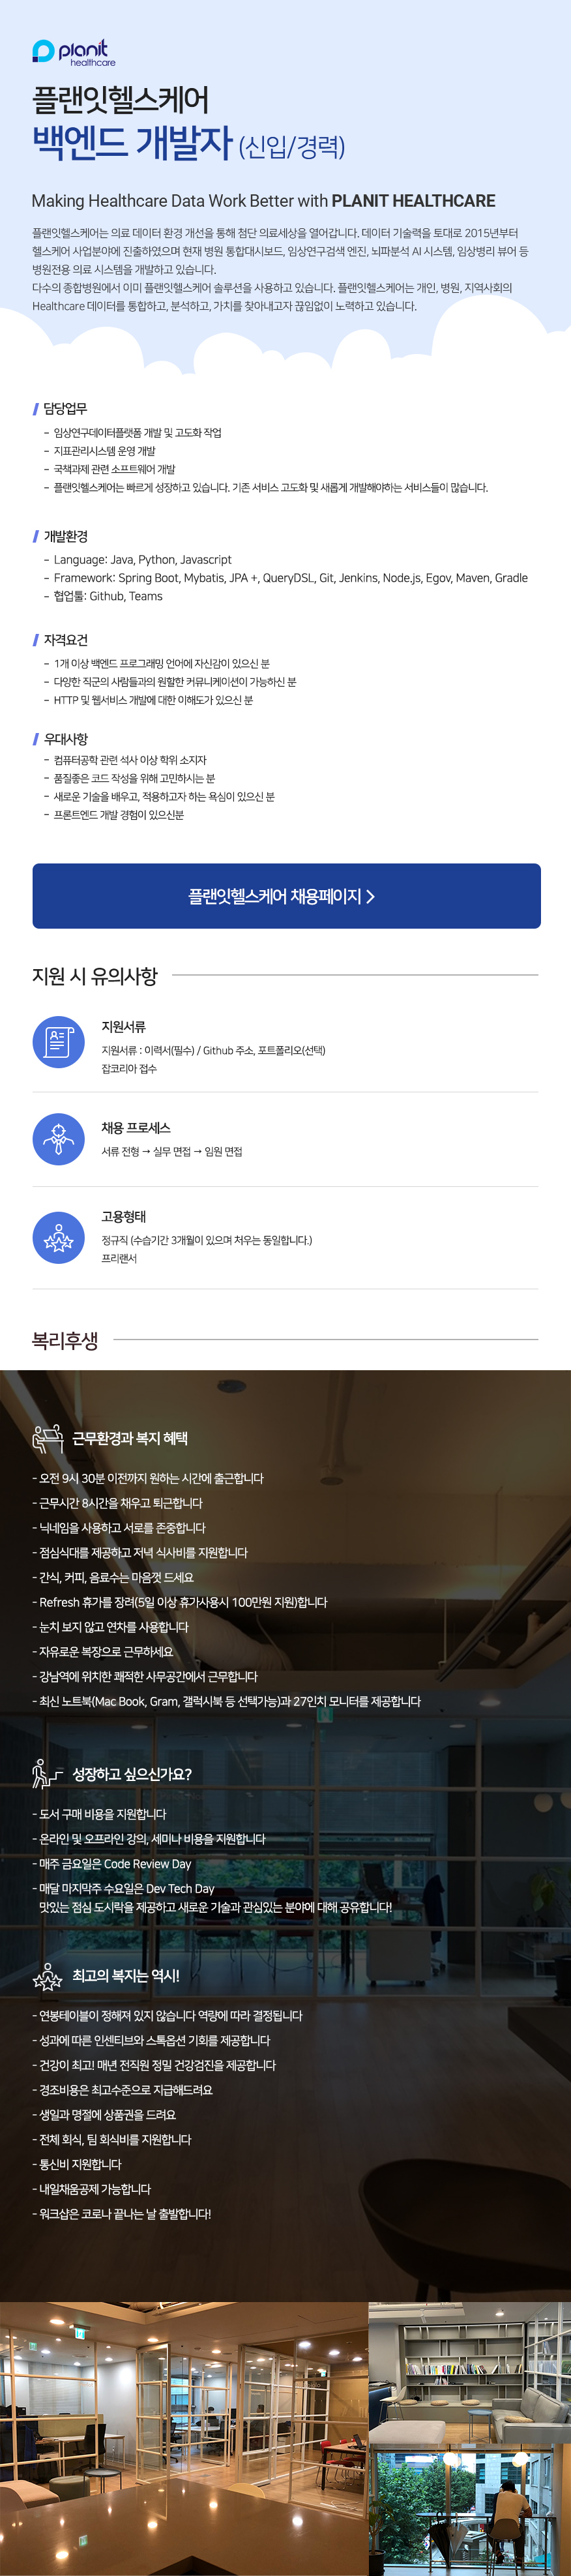 planit
healthcare
플랜잇헬스케어
백엔드 개발자 (신입/경력)
Making Healthcare Data Work Better with PLANIT HEALTHCARE
플랜잇헬스케어는 의료 데이터 환경 개선을 통해 첨단 의료세상을 열어갑니다. 데이터 기술력을 토대로 2015년부터
헬스케어 사업분야에 진출하였으며 현재 병원 통합대시보드, 임상연구검색 엔진, 뇌파분석 AI 시스템, 임상병리 뷰어 등
병원전용 의료 시스템을 개발하고 있습니다.
다수의 종합병원에서 이미 플랜잇헬스케어 솔루션을 사용하고 있습니다. 플랜잇헬스케어는 개인, 병원, 지역사회의
Healthcare 데이터를 통합하고, 분석하고, 가치를 찾아내고자 끊임없이 노력하고 있습니다.
담당업무
- 임상연구데이터플랫폼 개발 및 고도화 작업
- 지표관리시스템 운영 개발
- 국책과제 관련 소프트웨어 개발
- 플랜잇헬스케어는 빠르게 성장하고 있습니다. 기존 서비스 고도화 및 새롭게 개발해야하는 서비스들이 많습니다.
개발환경
- Language: Java, Python, Javascript
- Framework: Spring Boot, Mybatis, JPA +, QueryDSL, Git, Jenkins, Node.js, Egov, Maven, Gradle
- 협업툴: Github, Teams
자격요건
- 1개 이상 백엔드 프로그래밍 언어에 자신감이 있으신 분
- 다양한 직군의 사람들과의 원할한 커뮤니케이션이 가능하신 분
- HTTP 및 웹서비스 개발에 대한 이해도가 있으신 분
우대사항
- 컴퓨터공학 관련 석사 이상 학위 소지자
- 품질좋은 코드 작성을 위해 고민하시는 분
- 새로운 기술을 배우고, 적용하고자 하는 욕심이 있으신 분
- 프론트엔드 개발 경험이 있으신분
플랜잇헬스케어 채용페이지 >
지원 시 유의사항
지원서류
지원서류 : 이력서(필수) / Github 주소, 포트폴리오(선택)
잡코리아 접수
채용 프로세스
서류 전형 → 실무 면접 → 임원 면접
고용형태
정규직 (수습기간 3개월이 있으며 처우는 동일합니다.)
프리랜서
복리후생
근무환경과 복지 혜택
- 오전 9시 30분 이전까지 원하는 시간에 출근합니다
- 근무시간 8시간을 채우고 퇴근합니다
- 닉네임을 사용하고 서로를 존중합니다
- 점심식대를 제공하고 저녁 식사비를 지원합니다
- 간식, 커피, 음료수는 마음껏 드세요
- Refresh 휴가를 장려(5일 이상 휴가사용시 100만원 지원)합니다
- 눈치 보지 않고 연차를 사용합니다
- 자유로운 복장으로 근무하세요
- 강남역에 위치한 쾌적한 사무공간에서 근무합니다
- 최신 노트북(Mac Book, Gram, 갤럭시북 등 선택가능)과 27인치 모니터를 제공합니다
성장하고 싶으신가요?
- 도서 구매 비용을 지원합니다
- 온라인 및 오프라인 강의, 세미나 비용을 지원합니다
- 매주 금요일은 Code Review Day
- 매달 마지막주 수요일은 Dev Tech Day
맛있는 점심 도시락을 제공하고 새로운 기술과 관심있는 분야에 대해 공유합니다!
최고의 복지는 역시!
- 연봉테이블이 정해져 있지 않습니다 역량에 따라 결정됩니다
- 성과에 따른 인센티브와 스톡옵션 기회를 제공합니다
- 건강이 최고! 매년 전직원 정밀 건강검진을 제공합니다
- 경조비용은 최고수준으로 지급해드려요
- 생일과 명절에 상품권을 드려요
- 전체 회식, 팀 회식비를 지원합니다
- 통신비 지원합니다
- 내일채움공제 가능합니다
- 워크샵은 코로나 끝나는 날 출발합니다!